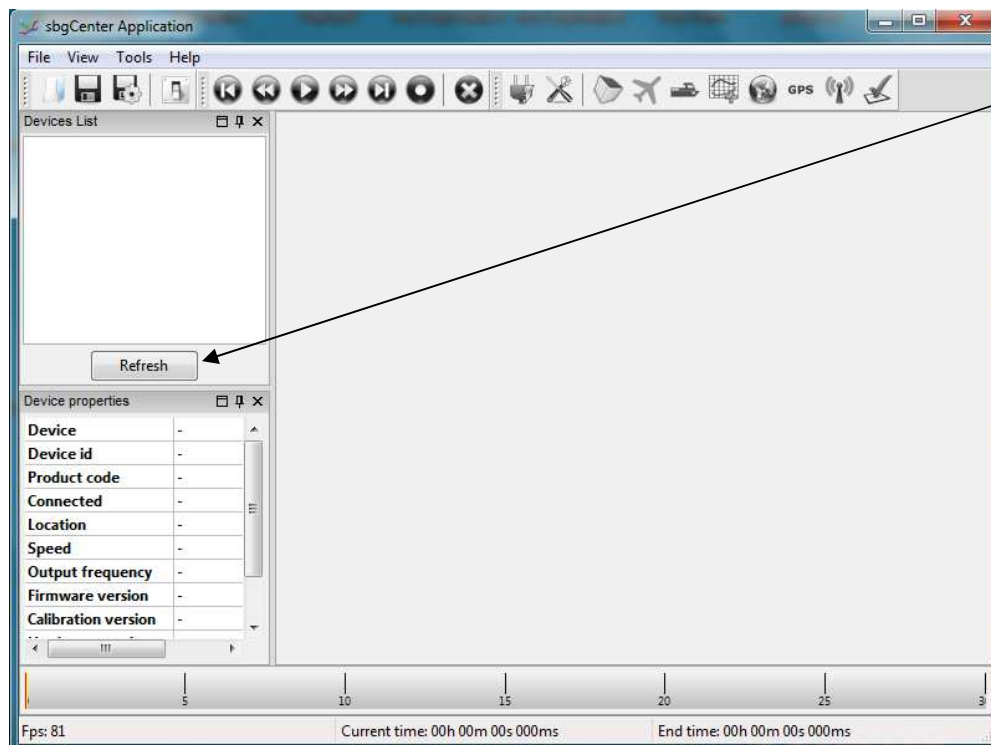 sbgCenter Application
File View Tools Help
GPS
Devices List
Refresh
Device properties
Device -
Device id -
Product code -
Connected -
Location -
Speed -
Output frequency -
Firmware version -
Calibration version -
5 10 15 20 25
Fps: 81 Current time: 00h 00m 00s 000ms End time: 00h 00m 00s 000ms